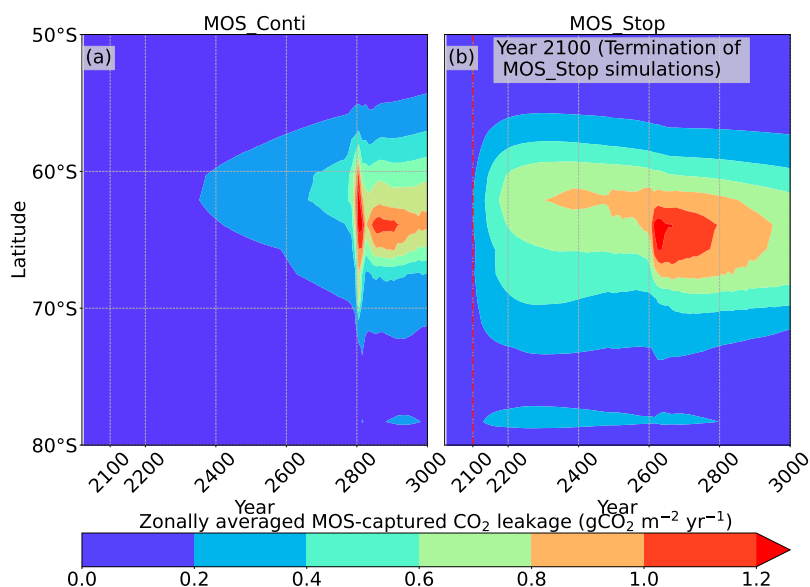 MOS_Conti
MOS_Stop
50°S
(a)
(b)
Year 2100 (Termination of
MOS_Stop simulations)
60°S
Latitude
70°S
80°S
2100
2200
2400
2600
2800
3000
2100
2200
2400
2600
2800
3000
Year
Year
Zonally averaged MOS-captured CO₂ leakage (gCO₂ m⁻² yr⁻¹)
0.0 0.2 0.4 0.6 0.8 1.0 1.2